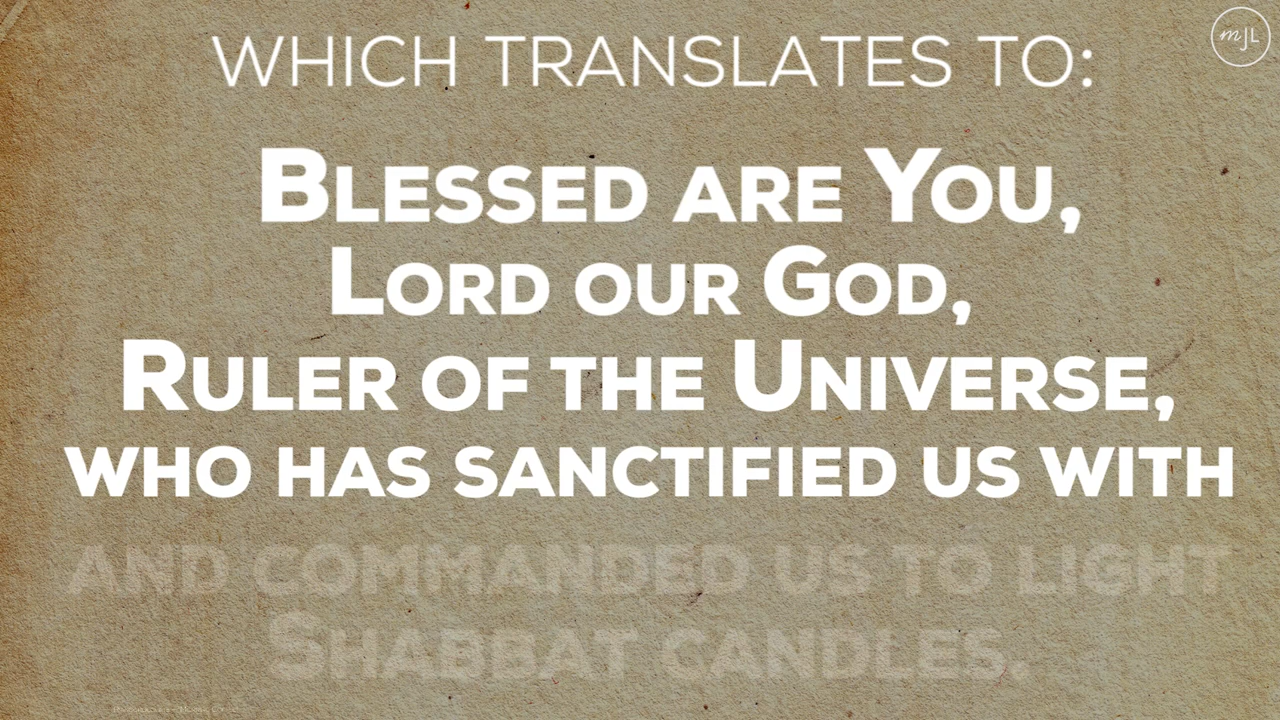 WHICH TRANSLATES TO:
mJL
BLESSED ARE YOU,
LORD OUR GOD,
RULER OF THE UNIVERSE,
WHO HAS SANCTIFIED US WITH
AND COMMANDED US TO LIGHT
SHABBAT CANDLES.